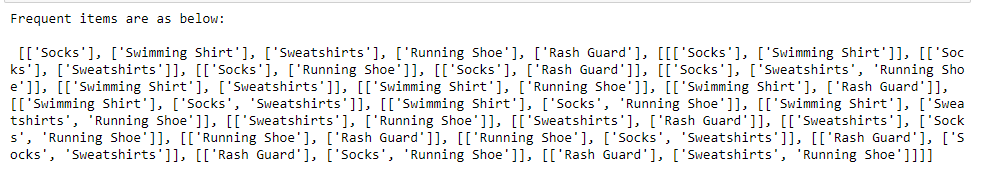 Frequent items are as below:
[['Socks'], ['Swimming Shirt'], ['Sweatshirts'], ['Running Shoe'], ['Rash Guard'], [[['Socks'], ['Swimming Shirt']], [['Soc
ks'], ['Sweatshirts']], [['Socks'], ['Running Shoe']], [['Socks'], ['Rash Guard']], [['Socks'], ['Sweatshirts', 'Running Sho
e']], [['Swimming Shirt'], ['Sweatshirts']], [['Swimming Shirt'], ['Running Shoe']], [['Swimming Shirt'], ['Rash Guard']],
[['Swimming Shirt'], ['Socks', 'Sweatshirts']], [['Swimming Shirt'], ['Socks', 'Running Shoe']], [['Swimming Shirt'], ['Swea
tshirts', 'Running Shoe']], [['Sweatshirts'], ['Running Shoe']], [['Sweatshirts'], ['Rash Guard']], [['Sweatshirts'], ['Sock
s', 'Running Shoe']], [['Running Shoe'], ['Rash Guard']], [['Running Shoe'], ['Socks', 'Sweatshirts']], [['Rash Guard'], ['S
ocks', 'Sweatshirts']], [['Rash Guard'], ['Socks', 'Running Shoe']], [['Rash Guard'], ['Sweatshirts', 'Running Shoe']]]]